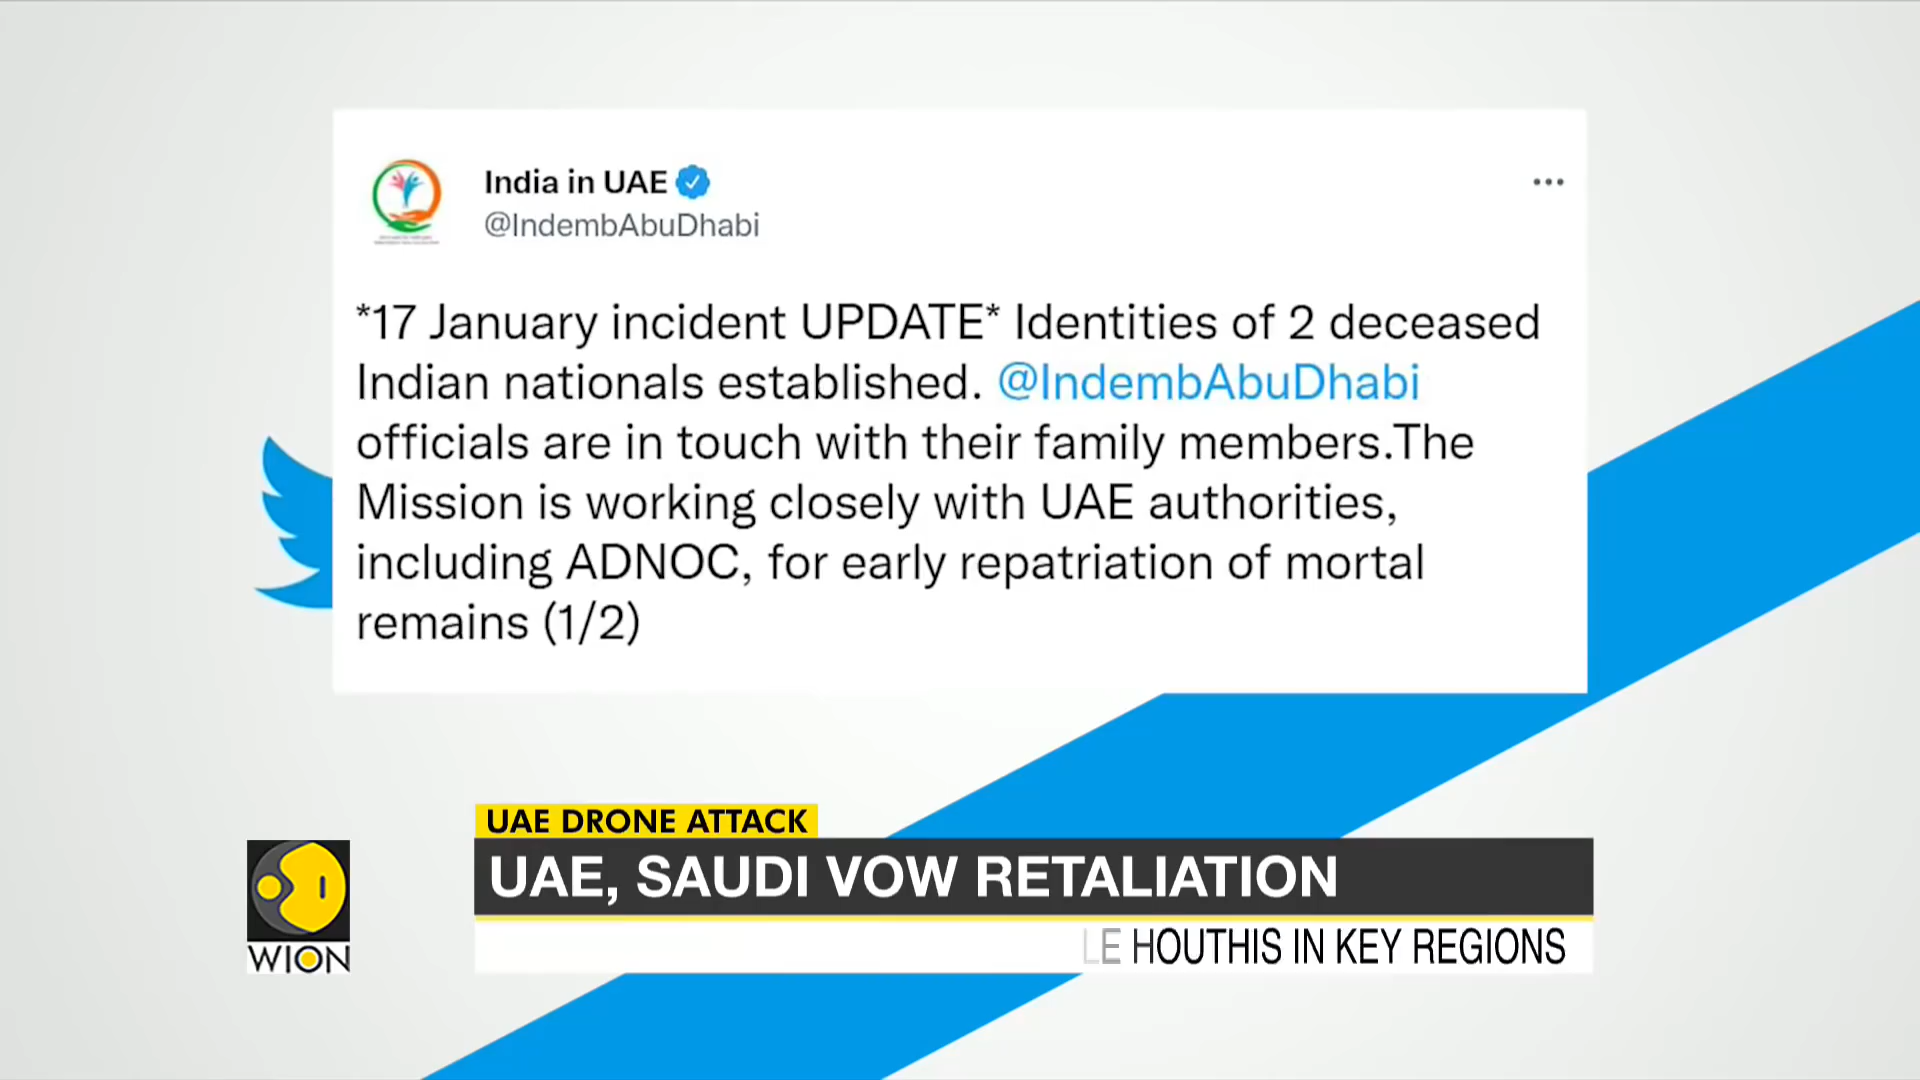 India in UAE
@IndembAbuDhabi
*17 January incident UPDATE* Identities of 2 deceased
Indian nationals established. @IndembAbuDhabi
officials are in touch with their family members.The
Mission is working closely with UAE authorities,
including ADNOC, for early repatriation of mortal
remains (1/2)
UAE DRONE ATTACK
UAE, SAUDI VOW RETALIATION
LE HOUTHIS IN KEY REGIONS
WION